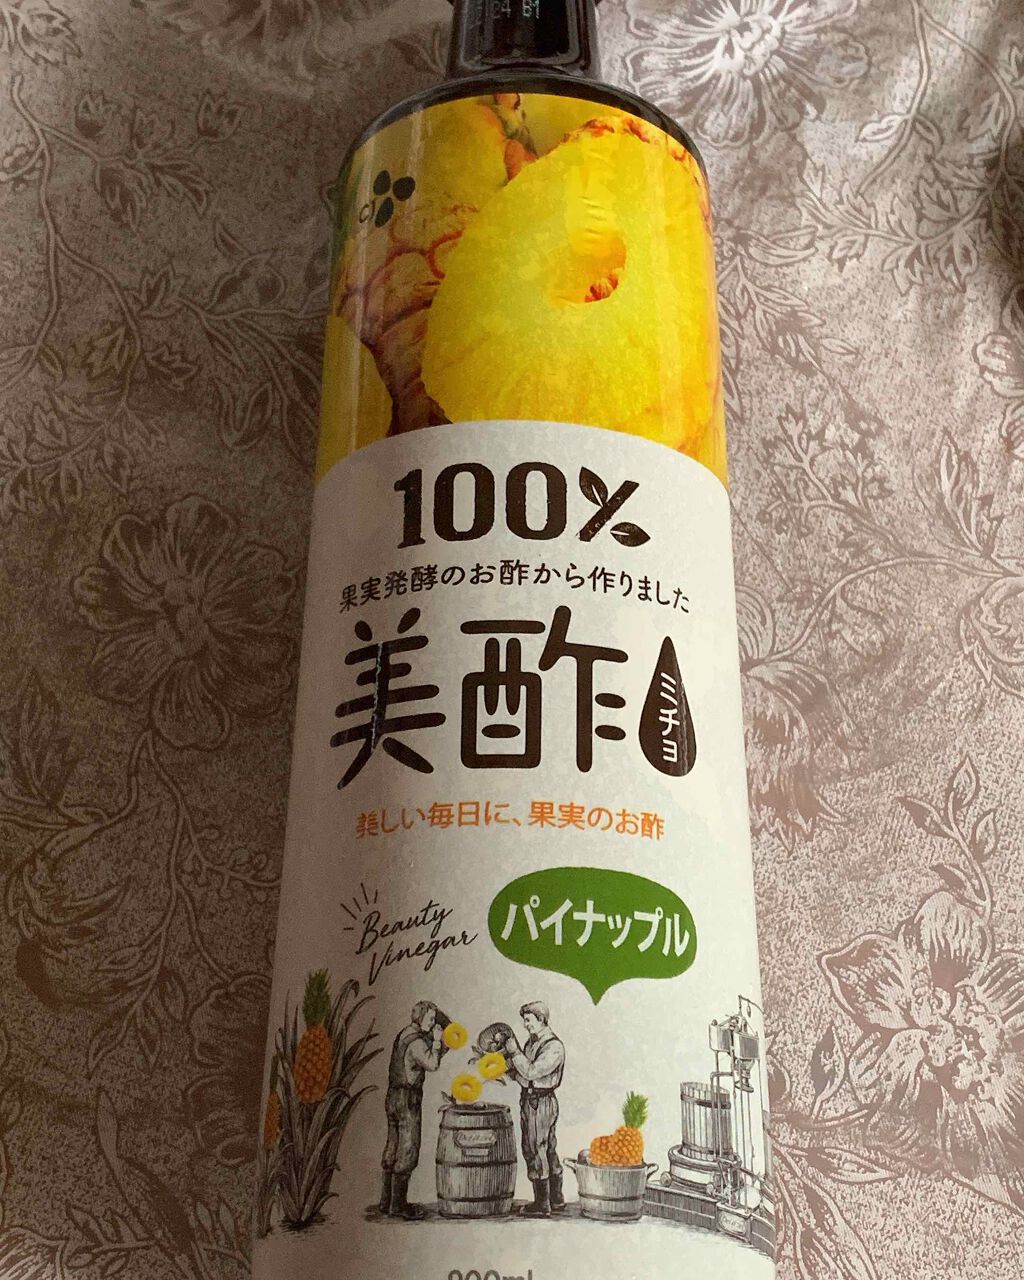 CJ
100%
果実発酵のお酢から作りました
美酢
ミチョ
美しい毎日に、果実のお酢
Beauty
Vinegar
パイナップル
900ml